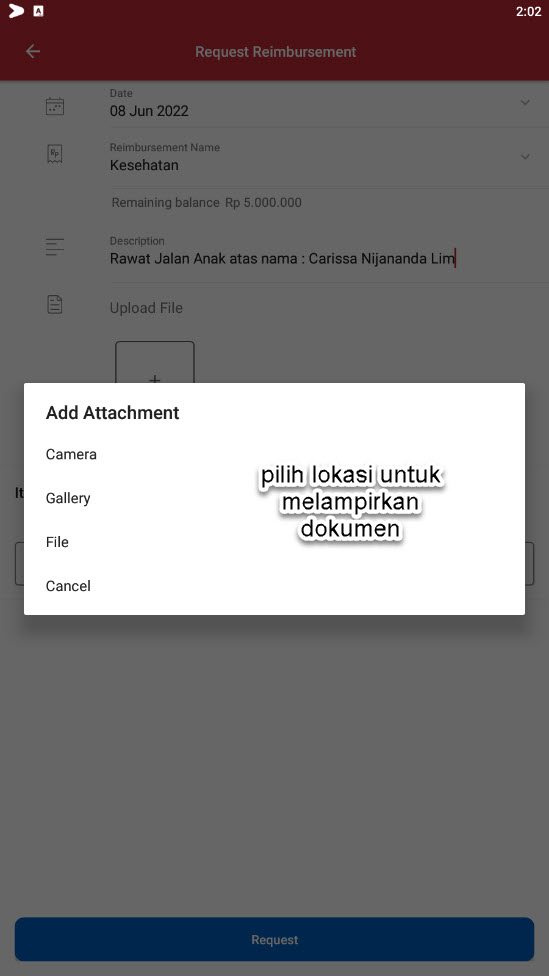 2:02
Request Reimbursement
Date
08 Jun 2022
Reimbursement Name
Kesehatan
Remaining balance Rp 5.000.000
Description
Rawat Jalan Anak atas nama : Carissa Nijananda Lim
Upload File
+
Add Attachment
Camera
Gallery
File
Cancel
pilih lokasi untuk
melampirkan
dokumen
It
Request